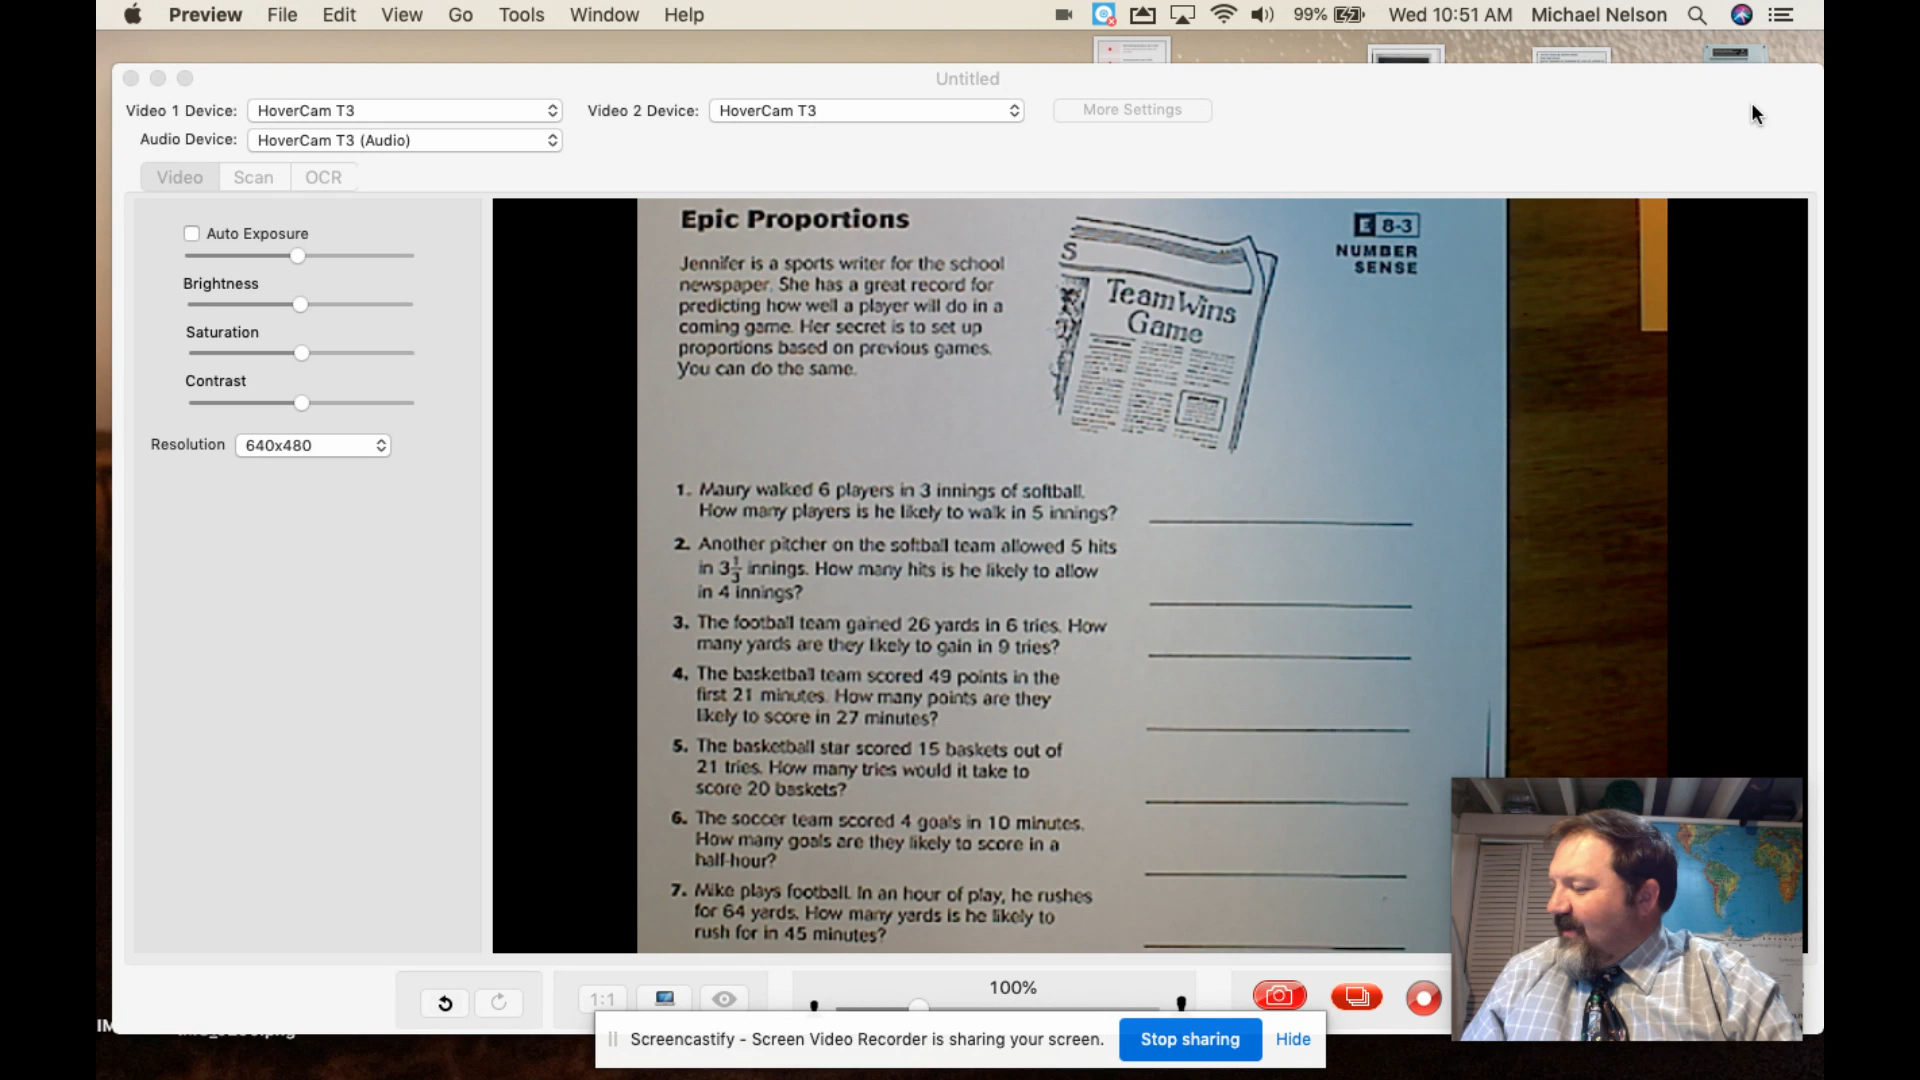 Preview File Edit View Go Tools Window Help 99% Wed 10:51 AM Michael Nelson
Untitled
Video 1 Device: HoverCam T3 Video 2 Device: HoverCam T3 More Settings
Audio Device: HoverCam T3 (Audio)
Video Scan OCR
Auto Exposure
Brightness
Saturation
Contrast
Resolution 640x480
Epic Proportions
E 8-3
NUMBER
SENSE
Jennifer is a sports writer for the school
newspaper. She has a great record for
predicting how well a player will do in a
coming game. Her secret is to set up
proportions based on previous games.
You can do the same.
S
Team Wins
Game
1. Maury walked 6 players in 3 innings of softball.
How many players is he likely to walk in 5 innings?
2. Another pitcher on the softball team allowed 5 hits
in 3 1/3 innings. How many hits is he likely to allow
in 4 innings?
3. The football team gained 26 yards in 6 tries. How
many yards are they likely to gain in 9 tries?
4. The basketball team scored 49 points in the
first 21 minutes. How many points are they
likely to score in 27 minutes?
5. The basketball star scored 15 baskets out of
21 tries. How many tries would it take to
score 20 baskets?
6. The soccer team scored 4 goals in 10 minutes.
How many goals are they likely to score in a
half-hour?
7. Mike plays football. In an hour of play, he rushes
for 64 yards. How many yards is he likely to
rush for in 45 minutes?
1:1 100%
IM
Screencastify - Screen Video Recorder is sharing your screen. Stop sharing Hide